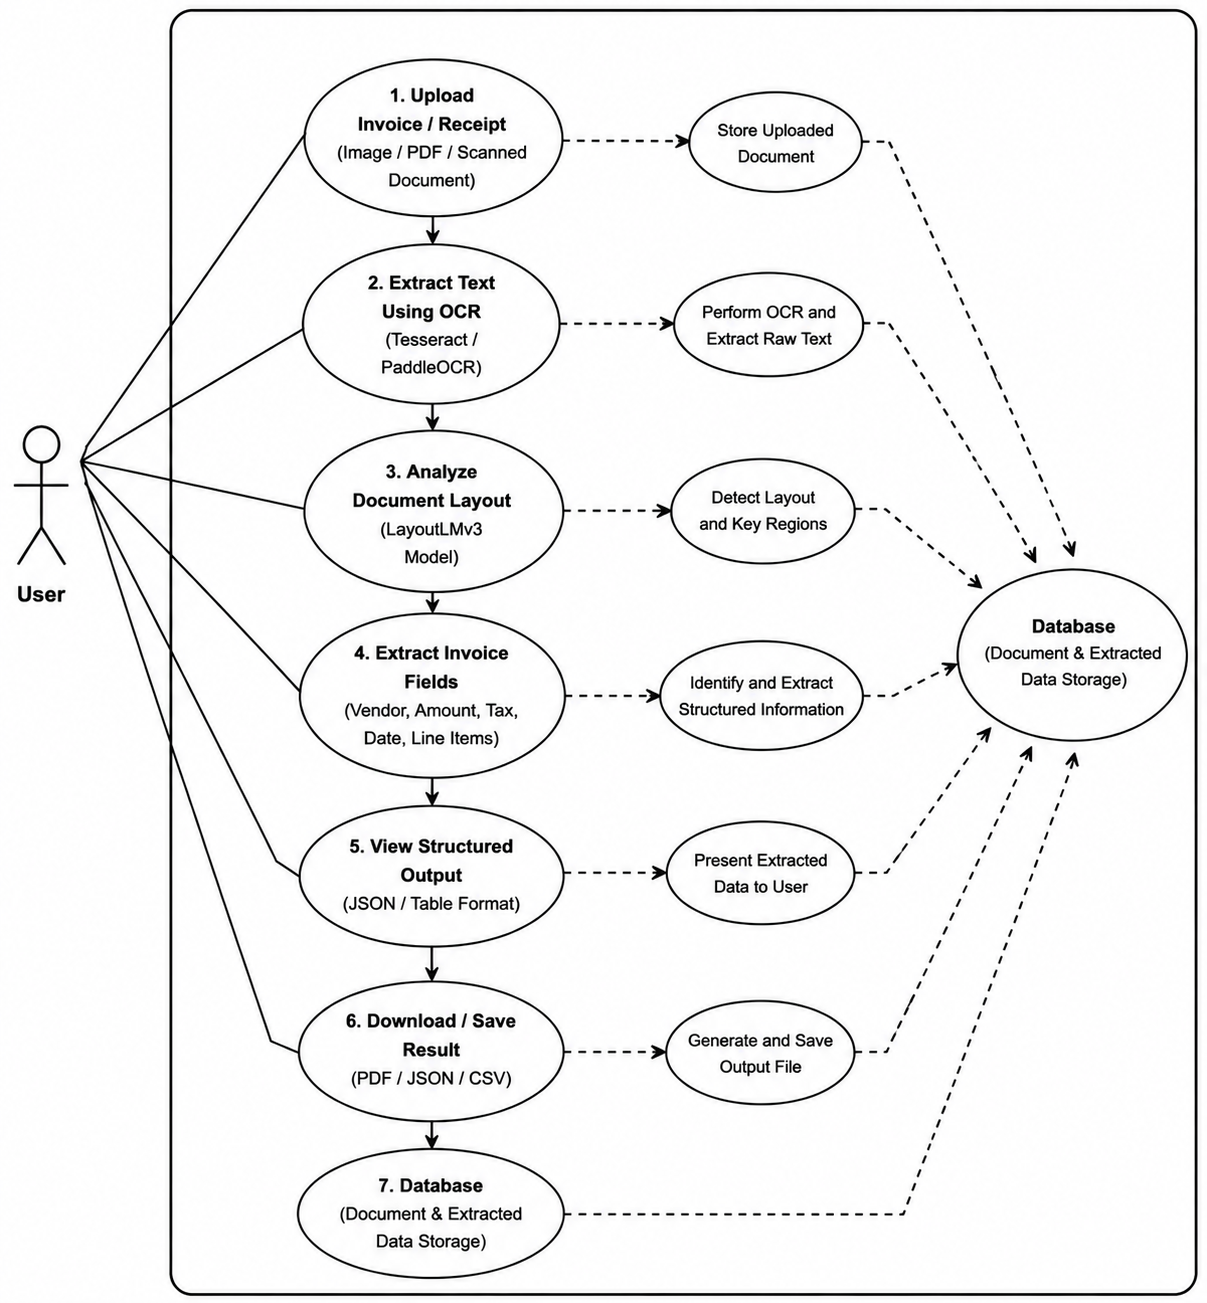 1. Upload
Invoice / Receipt
(Image / PDF / Scanned
Document)
Store Uploaded
Document
2. Extract Text
Using OCR
(Tesseract /
PaddleOCR)
Perform OCR and
Extract Raw Text
3. Analyze
Document Layout
(LayoutLMv3
Model)
Detect Layout
and Key Regions
User
Database
(Document & Extracted
Data Storage)
4. Extract Invoice
Fields
(Vendor, Amount, Tax,
Date, Line Items)
Identify and Extract
Structured Information
5. View Structured
Output
(JSON / Table Format)
Present Extracted
Data to User
6. Download / Save
Result
(PDF / JSON / CSV)
Generate and Save
Output File
7. Database
(Document & Extracted
Data Storage)